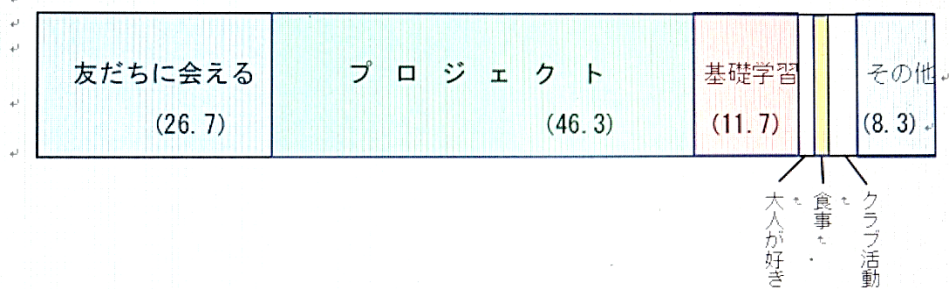 友だちに会える
(26.7)
プロジェクト
(46.3)
基礎学習
(11.7)
その他
(8.3)
大人が好き
食事
クラブ活動